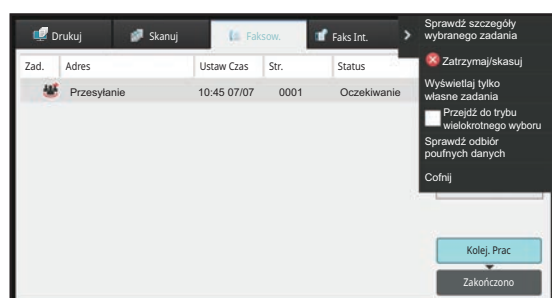 Drukuj
Skanuj
Faksow.
Faks Int.
Zad.
Adres
Ustaw Czas
Str.
Status
Przesyłanie
10:45 07/07
0001
Oczekiwanie
Sprawdź szczegóły
wybranego zadania
Zatrzymaj/skasuj
Wyświetlaj tylko
własne zadania
Przejdź do trybu
wielokrotnego wyboru
Sprawdź odbiór
poufnych danych
Cofnij
Kolej. Prac
Zakończono